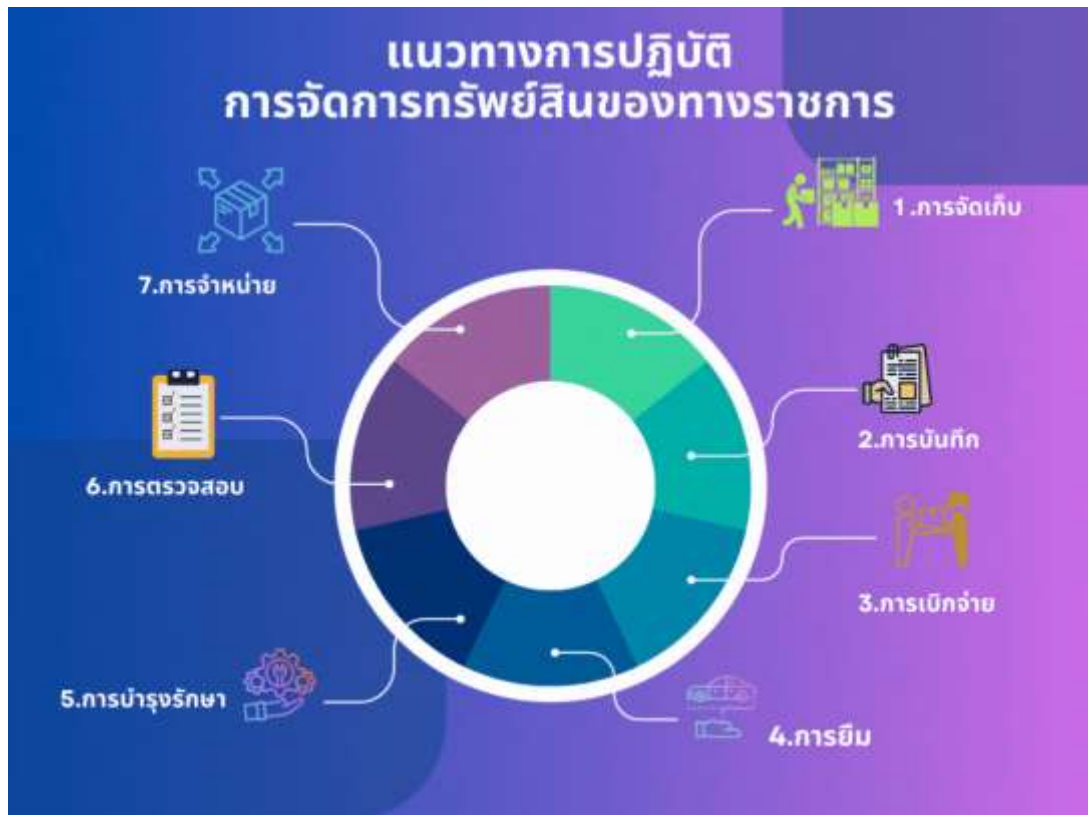 แนวทางการปฏิบัติ
การจัดการทรัพย์สินของทางราชการ
1.การจัดเก็บ
2.การบันทึก
3.การเบิกจ่าย
4.การยืม
5.การบำรุงรักษา
6.การตรวจสอบ
7.การจำหน่าย